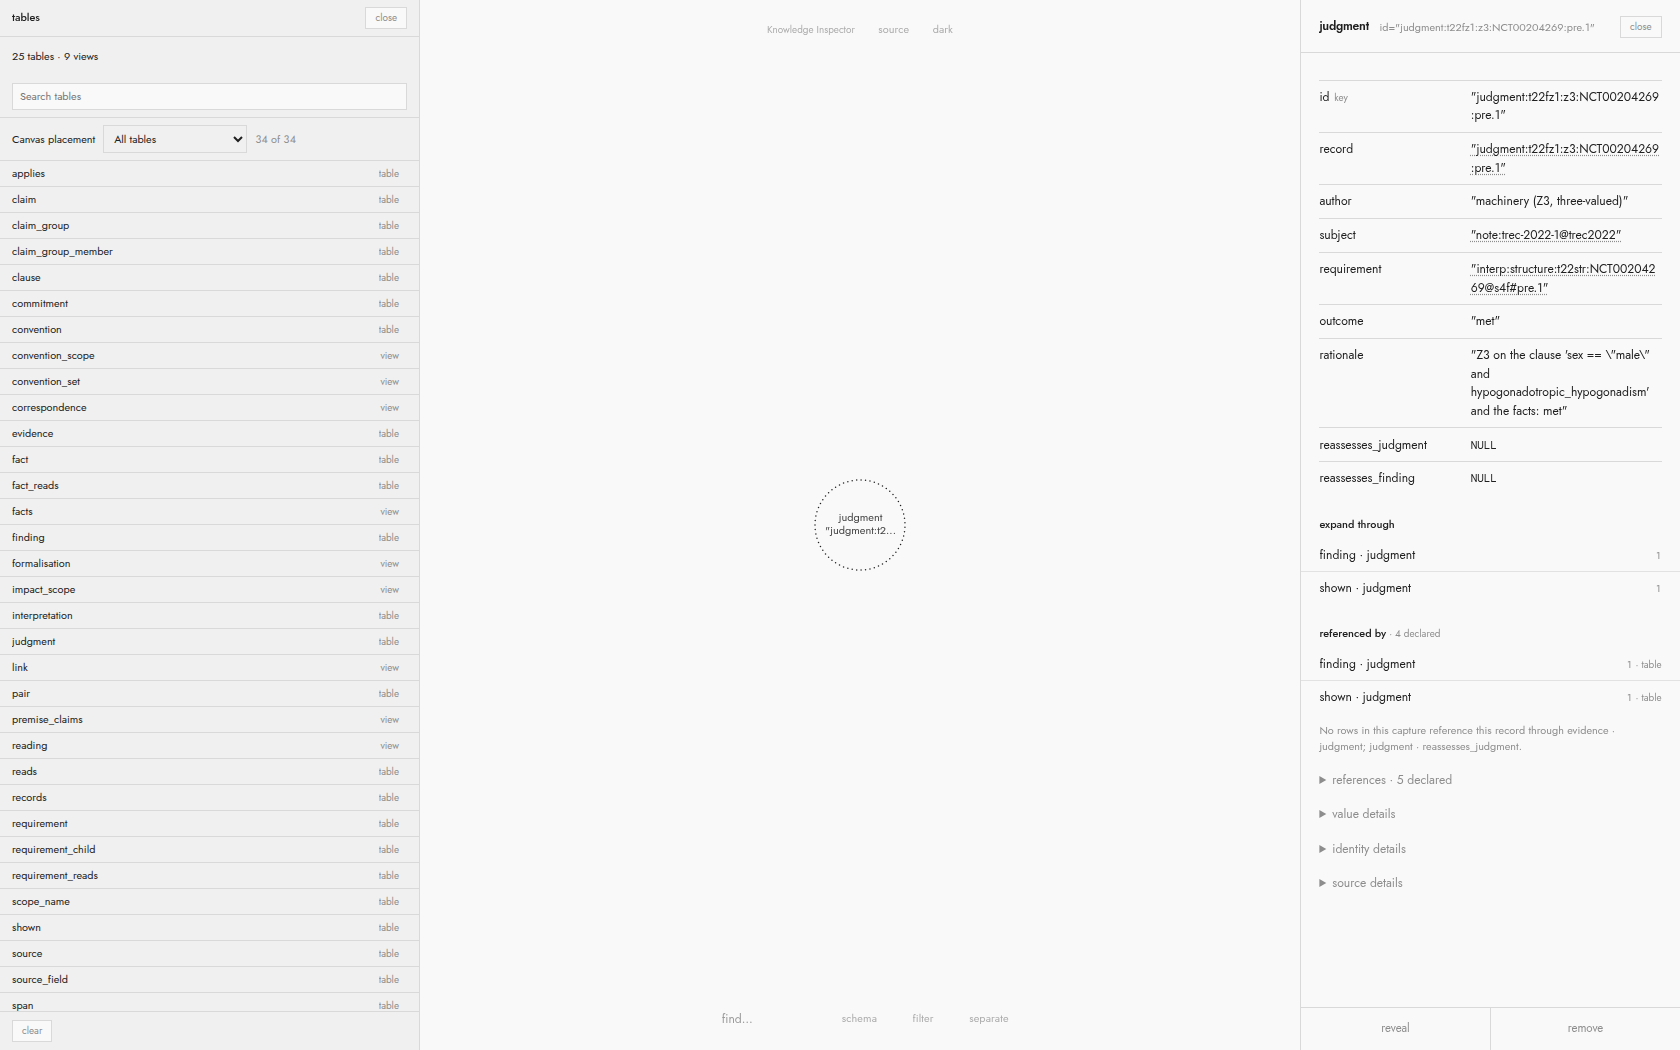 tables
close
25 tables · 9 views
Search tables
Canvas placement All tables 34 of 34
applies table
claim table
claim_group table
claim_group_member table
clause table
commitment table
convention table
convention_scope view
convention_set view
correspondence view
evidence table
fact table
fact_reads table
facts view
finding table
formalisation view
impact_scope view
interpretation table
judgment table
link view
pair table
premise_claims view
reading view
reads table
records table
requirement table
requirement_child table
requirement_reads table
scope_name table
shown table
source table
source_field table
span table
clear
Knowledge Inspector source dark
judgment
"judgment:t2...
find... schema filter separate
judgment id="judgment:t22fz1:z3:NCT00204269:pre.1" close
id key "judgment:t22fz1:z3:NCT00204269
:pre.1"
record "judgment:t22fz1:z3:NCT00204269
:pre.1"
author "machinery (Z3, three-valued)"
subject "note:trec-2022-1@trec2022"
requirement "interp:structure:t22str:NCT002042
69@s4f#pre.1"
outcome "met"
rationale "Z3 on the clause 'sex == \"male\"
and
hypogonadotropic_hypogonadism'
and the facts: met"
reassesses_judgment NULL
reassesses_finding NULL
expand through
finding · judgment 1
shown · judgment 1
referenced by · 4 declared
finding · judgment 1 · table
shown · judgment 1 · table
No rows in this capture reference this record through evidence ·
judgment; judgment · reassesses_judgment.
▶ references · 5 declared
▶ value details
▶ identity details
▶ source details
reveal remove